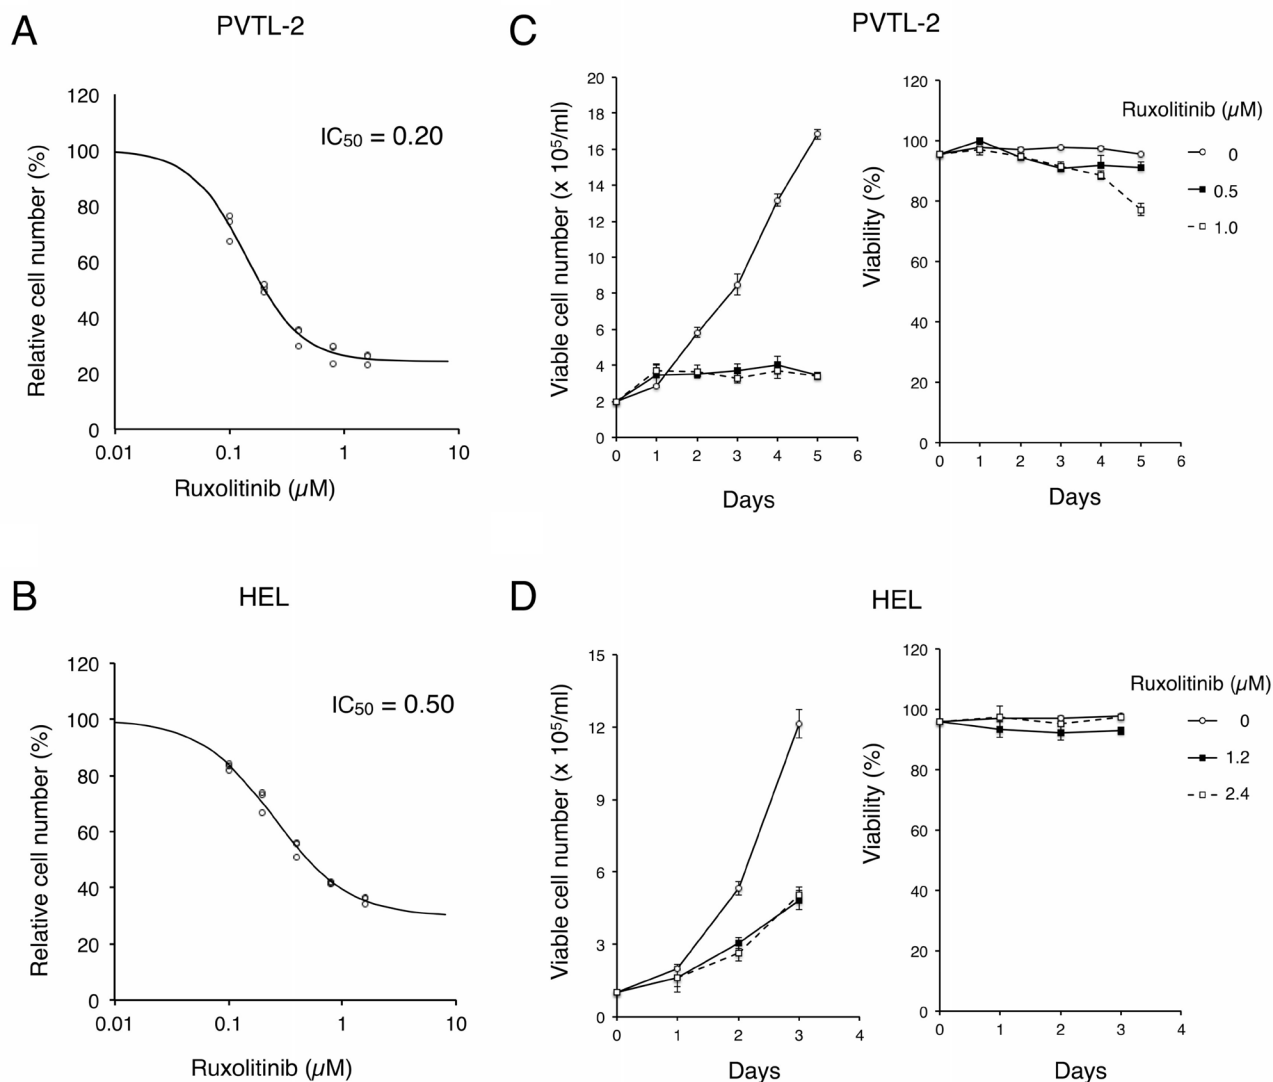 A
PVTL-2
IC50 = 0.20
Relative cell number (%)
120
100
80
60
40
20
0
0.01 0.1 1 10
Ruxolitinib (µM)
C
PVTL-2
Viable cell number (x 10⁵/ml)
20
18
16
14
12
10
8
6
4
2
0
0 1 2 3 4 5 6
Days
Viability (%)
120
100
80
60
40
20
0
0 1 2 3 4 5 6
Days
Ruxolitinib (µM)
0
0.5
1.0
B
HEL
IC50 = 0.50
Relative cell number (%)
120
100
80
60
40
20
0
0.01 0.1 1 10
Ruxolitinib (µM)
D
HEL
Viable cell number (x 10⁵/ml)
15
12
9
6
3
0
0 1 2 3 4
Days
Viability (%)
120
100
80
60
40
20
0
0 1 2 3 4
Days
Ruxolitinib (µM)
0
1.2
2.4